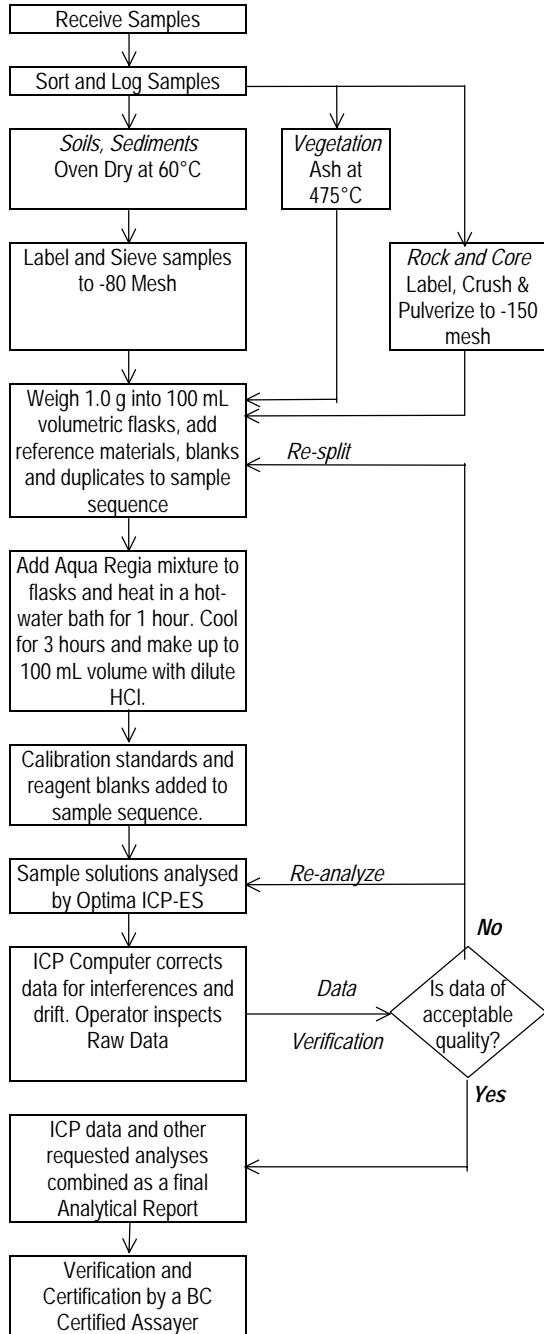 Receive Samples
Sort and Log Samples
Soils, Sediments
Oven Dry at 60°C
Vegetation
Ash at
475°C
Label and Sieve samples
to -80 Mesh
Rock and Core
Label, Crush &
Pulverize to -150
mesh
Weigh 1.0 g into 100 mL
volumetric flasks, add
reference materials, blanks
and duplicates to sample
sequence
Re-split
Add Aqua Regia mixture to
flasks and heat in a hot-
water bath for 1 hour. Cool
for 3 hours and make up to
100 mL volume with dilute
HCl.
Calibration standards and
reagent blanks added to
sample sequence.
Sample solutions analysed
by Optima ICP-ES
Re-analyze
No
ICP Computer corrects
data for interferences and
drift. Operator inspects
Raw Data
Data
Verification
Is data of
acceptable
quality?
Yes
ICP data and other
requested analyses
combined as a final
Analytical Report
Verification and
Certification by a BC
Certified Assayer